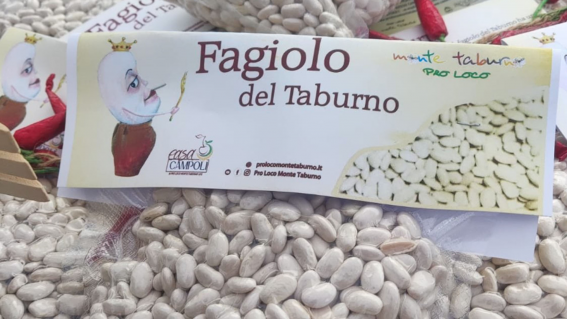 Fagiolo
del Taburno
monte taburno
PRO LOCO
casa
CAMPOLI
prolocomontetaburno.it
Pro Loco Monte Taburno